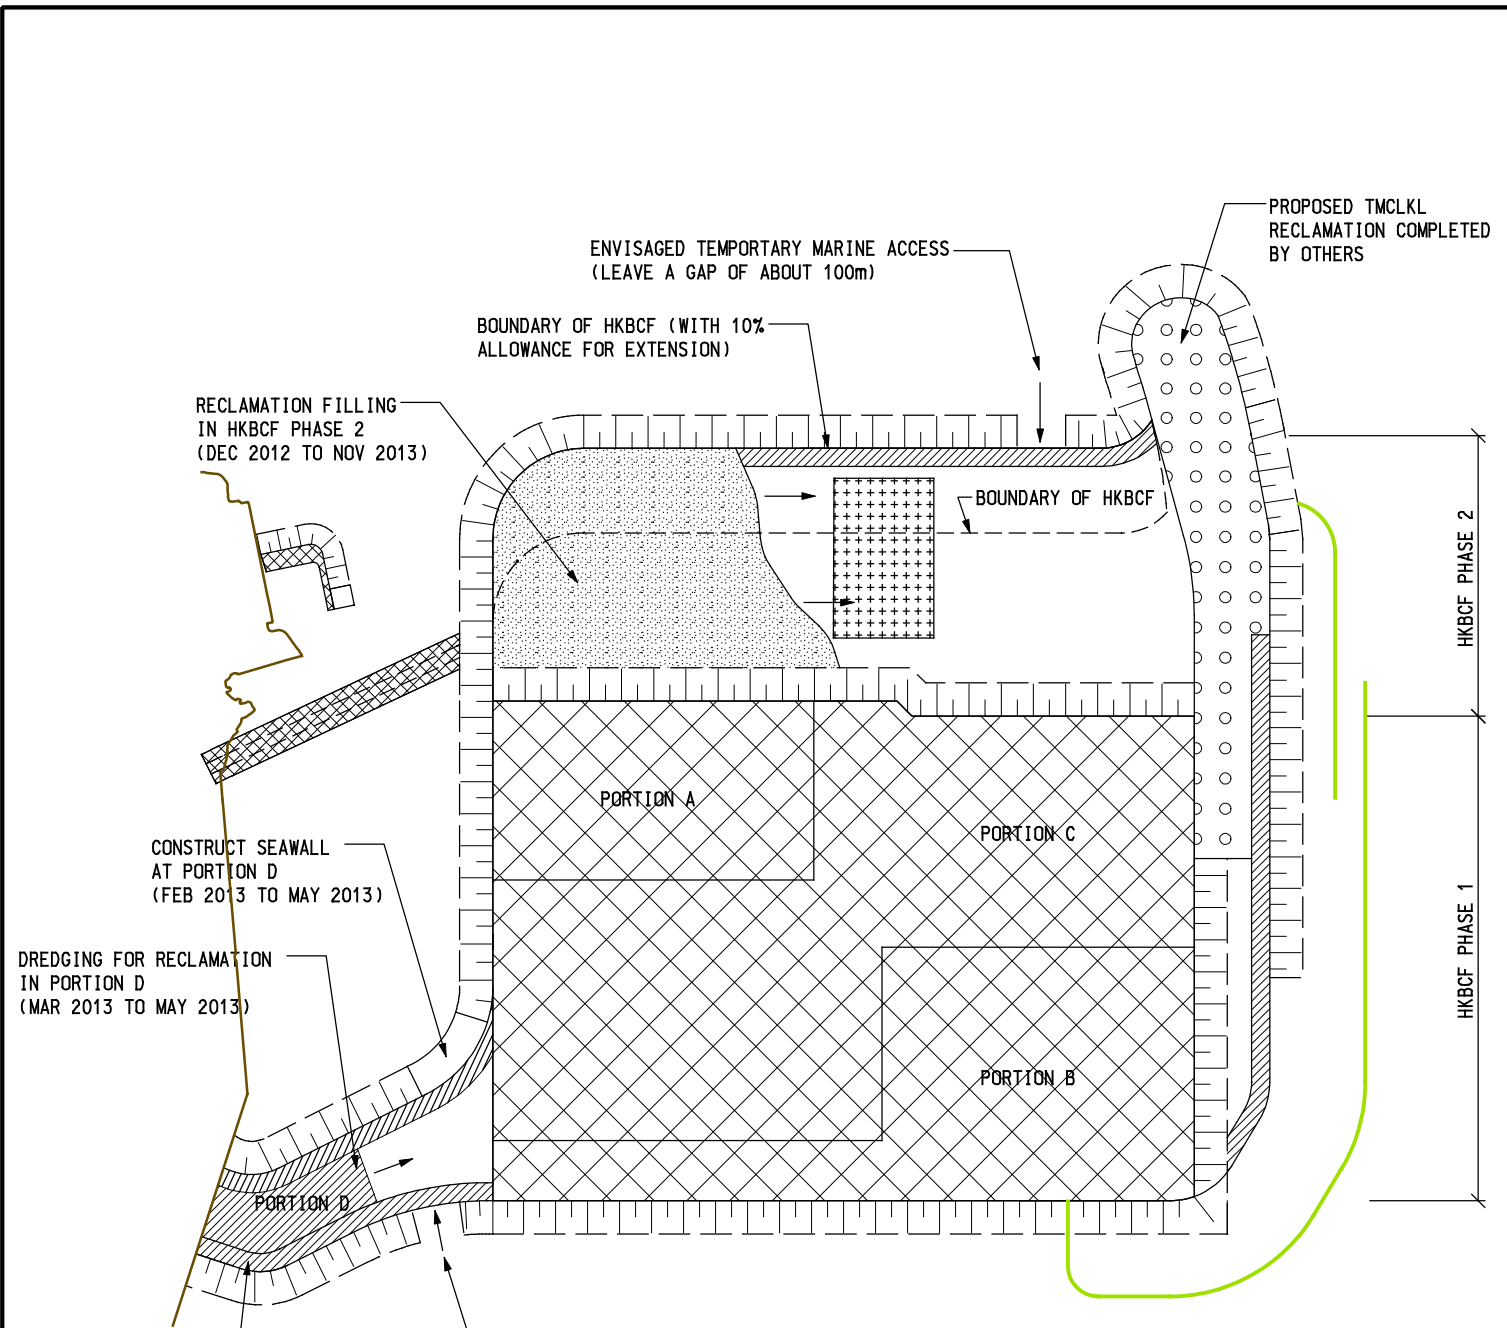 PROPOSED TMCLKL
RECLAMATION COMPLETED
BY OTHERS
ENVISAGED TEMPORTARY MARINE ACCESS
(LEAVE A GAP OF ABOUT 100m)
BOUNDARY OF HKBCF (WITH 10%
ALLOWANCE FOR EXTENSION)
RECLAMATION FILLING
IN HKBCF PHASE 2
(DEC 2012 TO NOV 2013)
BOUNDARY OF HKBCF
HKBCF PHASE 2
PORTION A
PORTION C
CONSTRUCT SEAWALL
AT PORTION D
(FEB 2013 TO MAY 2013)
HKBCF PHASE 1
DREDGING FOR RECLAMATION
IN PORTION D
(MAR 2013 TO MAY 2013)
PORTION B
PORTION D